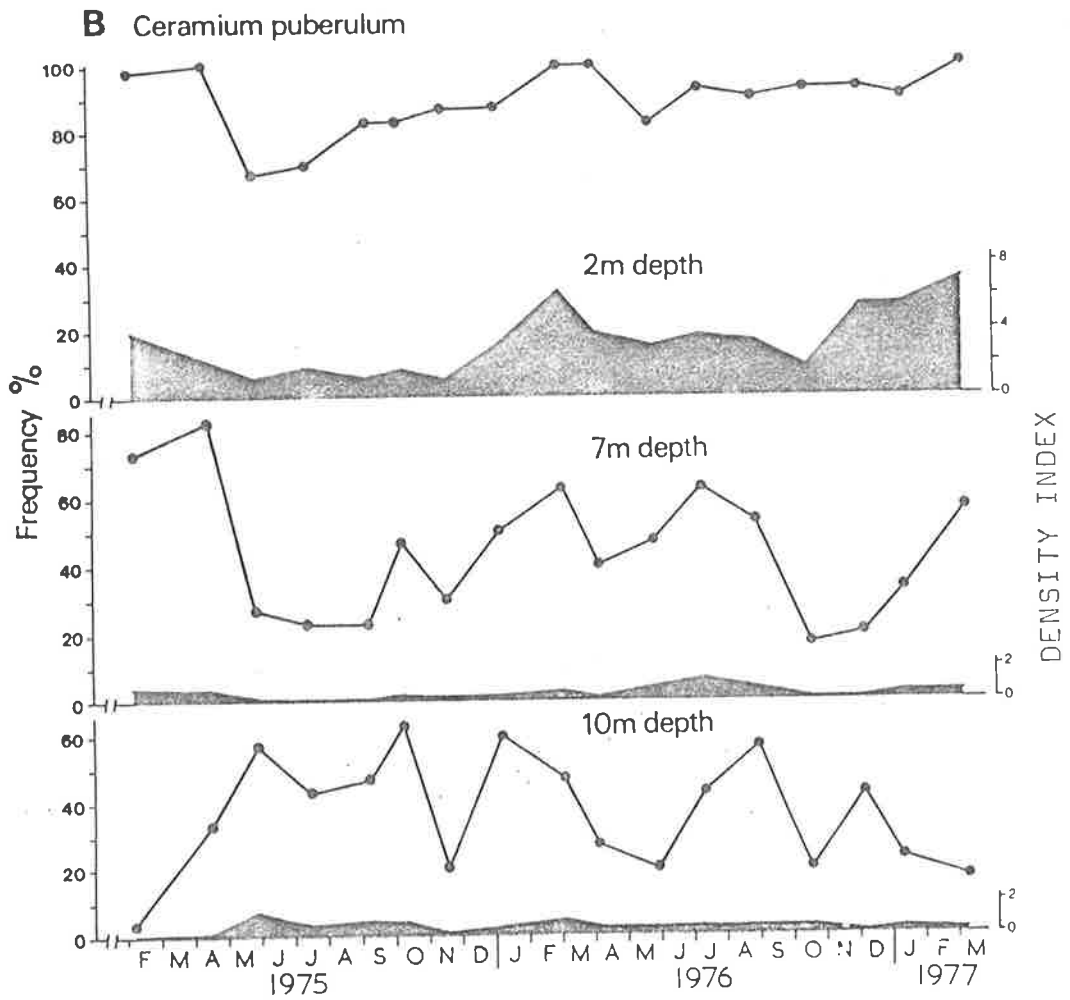 B Ceramium puberulum
100
80
60
40
20
0
2m depth
8
4
0
Frequency %
80
60
40
20
0
7m depth
2
0
DENSITY INDEX
60
40
20
0
10m depth
2
0
F M A M J J A S O N D J F M A M J J A S O N D J F M
1975 1976 1977